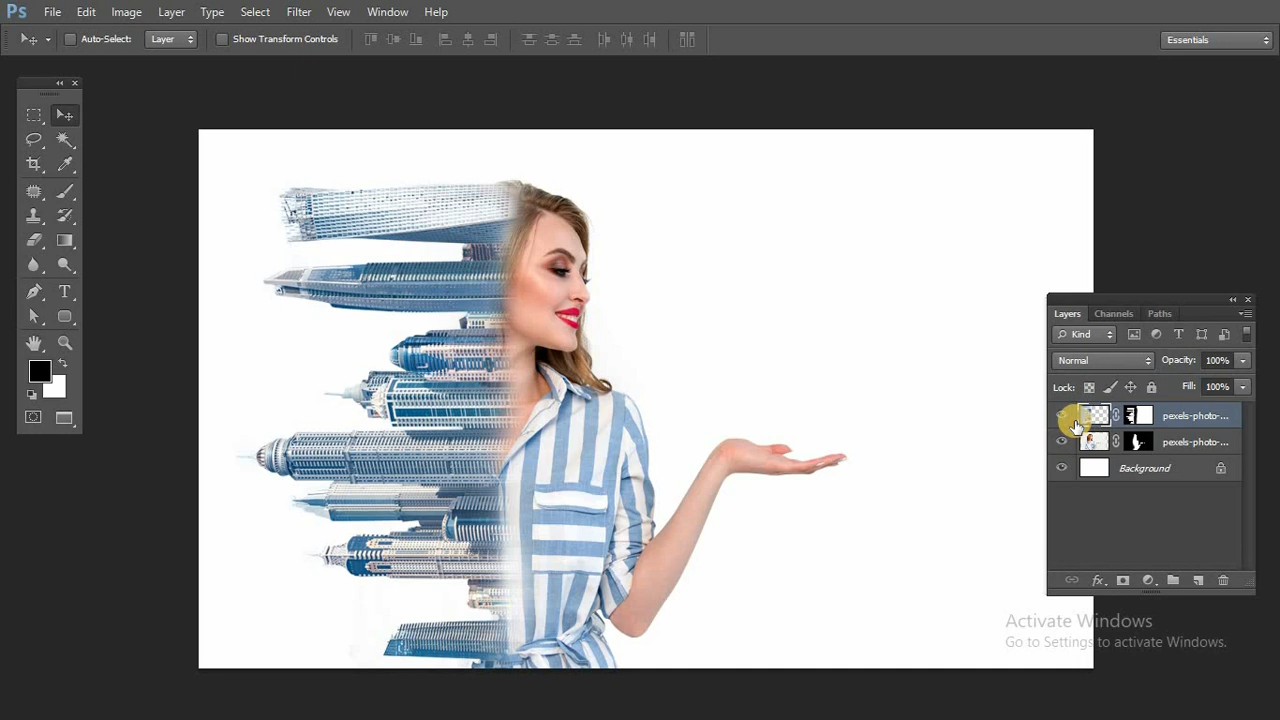 Ps File Edit Image Layer Type Select Filter View Window Help
Auto-Select: Layer Show Transform Controls Essentials
Layers Channels Paths
Kind
Normal Opacity: 100%
Lock: Fill: 100%
pexels-photo-...
pexels-photo-...
Background
fx
Activate Windows
Go to Settings to activate Windows.